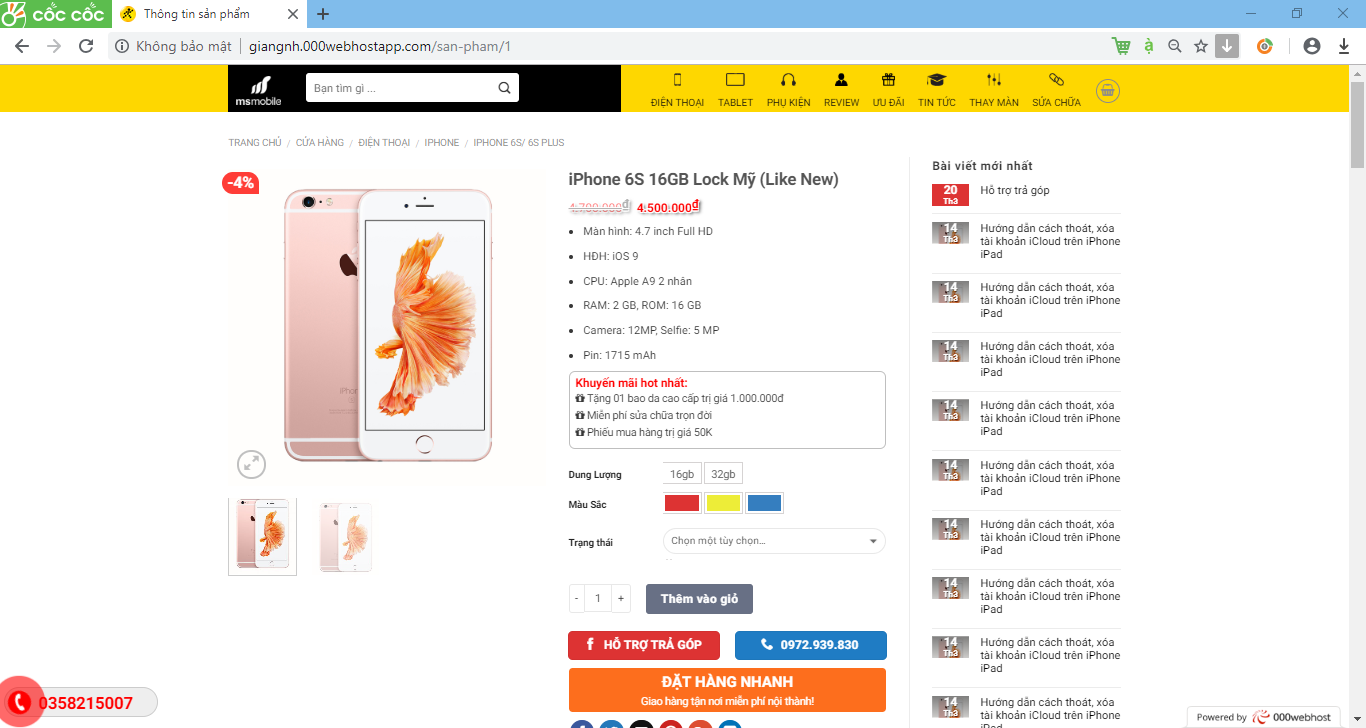 cốc cốc
Thông tin sản phẩm
Không bảo mật
giangnh.000webhostapp.com/san-pham/1
msmobile
Bạn tìm gì ...
ĐIỆN THOẠI
TABLET
PHỤ KIỆN
REVIEW
ƯU ĐÃI
TIN TỨC
THAY MÀN
SỬA CHỮA
TRANG CHỦ / CỬA HÀNG / ĐIỆN THOẠI / IPHONE / IPHONE 6S/ 6S PLUS
-4%
iPhone 6S 16GB Lock Mỹ (Like New)
4.700.000₫ 4.500.000₫
Màn hình: 4.7 inch Full HD
HĐH: iOS 9
CPU: Apple A9 2 nhân
RAM: 2 GB, ROM: 16 GB
Camera: 12MP, Selfie: 5 MP
Pin: 1715 mAh
Khuyến mãi hot nhất:
Tặng 01 bao da cao cấp trị giá 1.000.000đ
Miễn phí sửa chữa trọn đời
Phiếu mua hàng trị giá 50K
Dung Lượng
16gb
32gb
Màu Sắc
Trạng thái
Chọn một tùy chọn...
- 1 +
Thêm vào giỏ
HỖ TRỢ TRẢ GÓP
0972.939.830
ĐẶT HÀNG NHANH
Giao hàng tận nơi miễn phí nội thành!
iPhone
0358215007
Bài viết mới nhất
20
Th3
Hỗ trợ trả góp
14
Th3
Hướng dẫn cách thoát, xóa
tài khoản iCloud trên iPhone
iPad
14
Th3
Hướng dẫn cách thoát, xóa
tài khoản iCloud trên iPhone
iPad
14
Th3
Hướng dẫn cách thoát, xóa
tài khoản iCloud trên iPhone
iPad
14
Th3
Hướng dẫn cách thoát, xóa
tài khoản iCloud trên iPhone
iPad
14
Th3
Hướng dẫn cách thoát, xóa
tài khoản iCloud trên iPhone
iPad
14
Th3
Hướng dẫn cách thoát, xóa
tài khoản iCloud trên iPhone
iPad
14
Th3
Hướng dẫn cách thoát, xóa
tài khoản iCloud trên iPhone
iPad
14
Th3
Hướng dẫn cách thoát, xóa
tài khoản iCloud trên iPhone
iPad
14
Th3
Hướng dẫn cách thoát, xóa
tài khoản iCloud trên iPhone
Powered by 000webhost